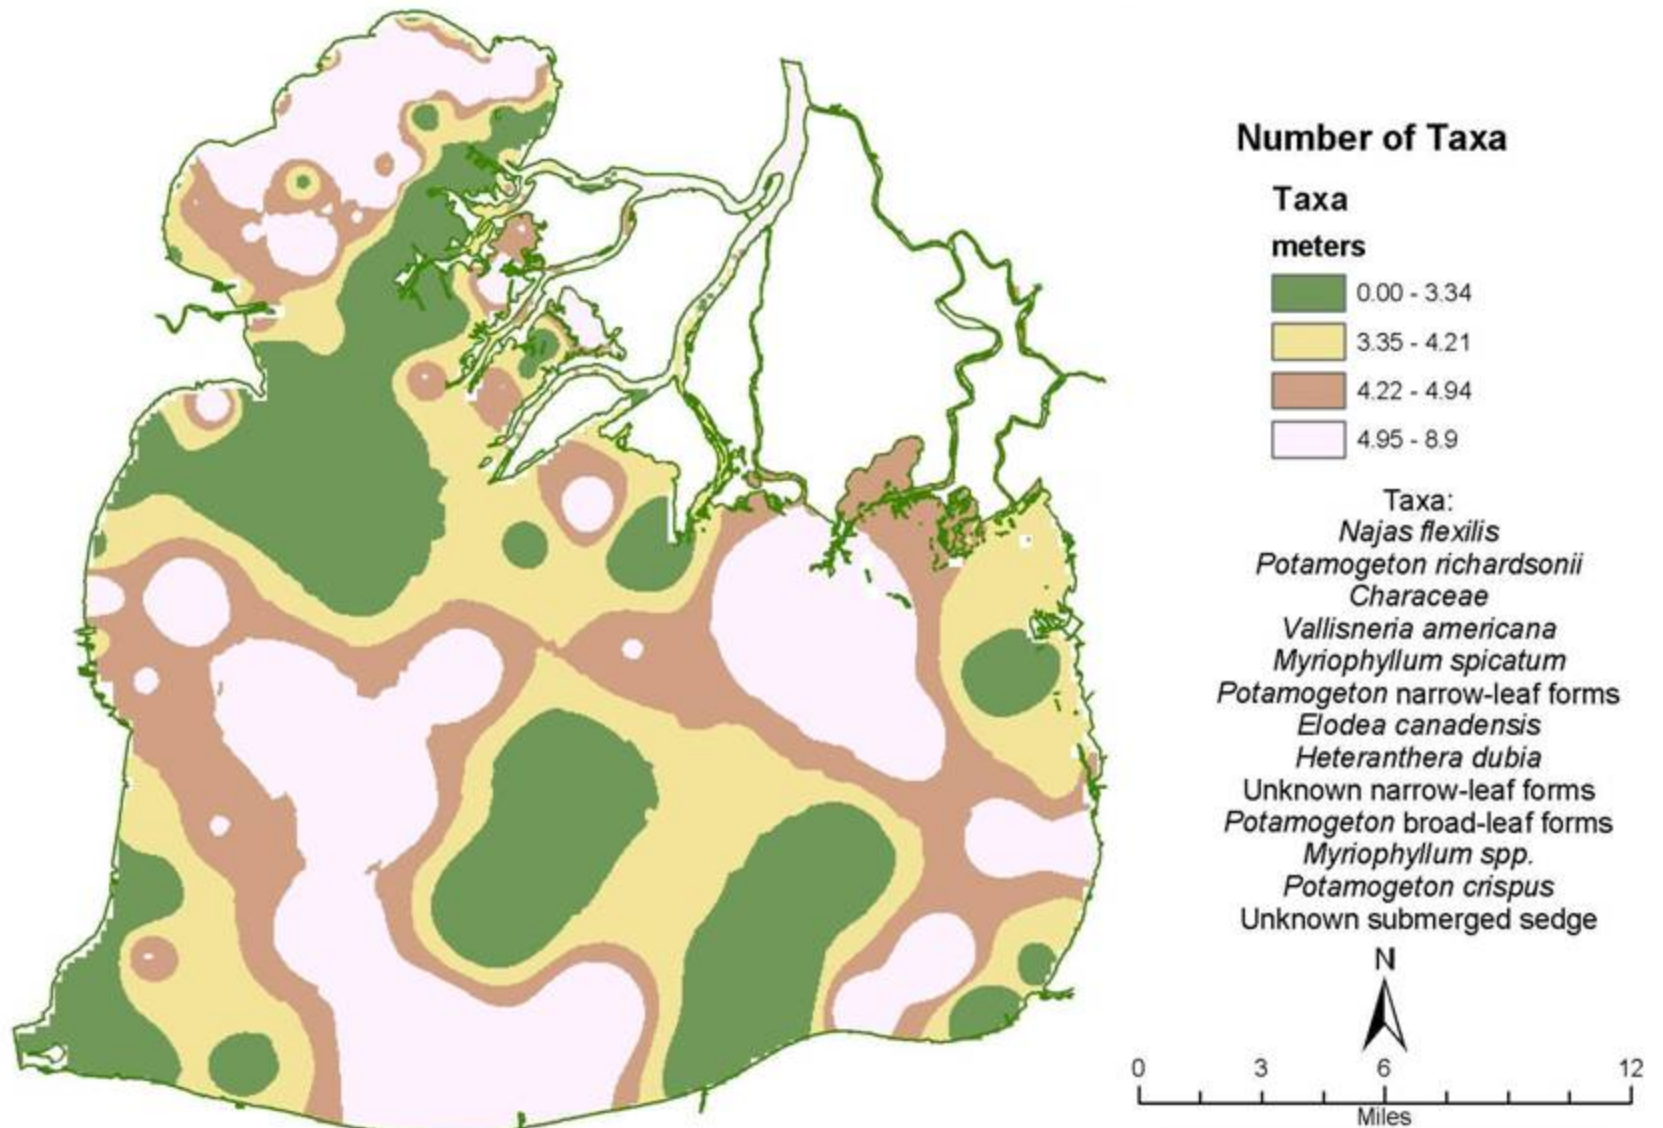 Number of Taxa
Taxa
meters
0.00 - 3.34
3.35 - 4.21
4.22 - 4.94
4.95 - 8.9
Taxa:
Najas flexilis
Potamogeton richardsonii
Characeae
Vallisneria americana
Myriophyllum spicatum
Potamogeton narrow-leaf forms
Elodea canadensis
Heteranthera dubia
Unknown narrow-leaf forms
Potamogeton broad-leaf forms
Myriophyllum spp.
Potamogeton crispus
Unknown submerged sedge
N
0 3 6 12
Miles